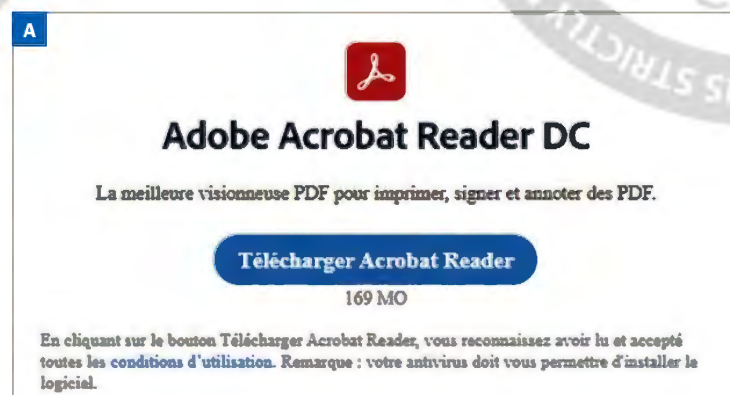 A
Adobe Acrobat Reader DC
La meilleure visionneuse PDF pour imprimer, signer et annoter des PDF.
Télécharger Acrobat Reader
169 MO
En cliquant sur le bouton Télécharger Acrobat Reader, vous reconnaissez avoir lu et accepté
toutes les conditions d'utilisation. Remarque : votre antivirus doit vous permettre d'installer le
logiciel.